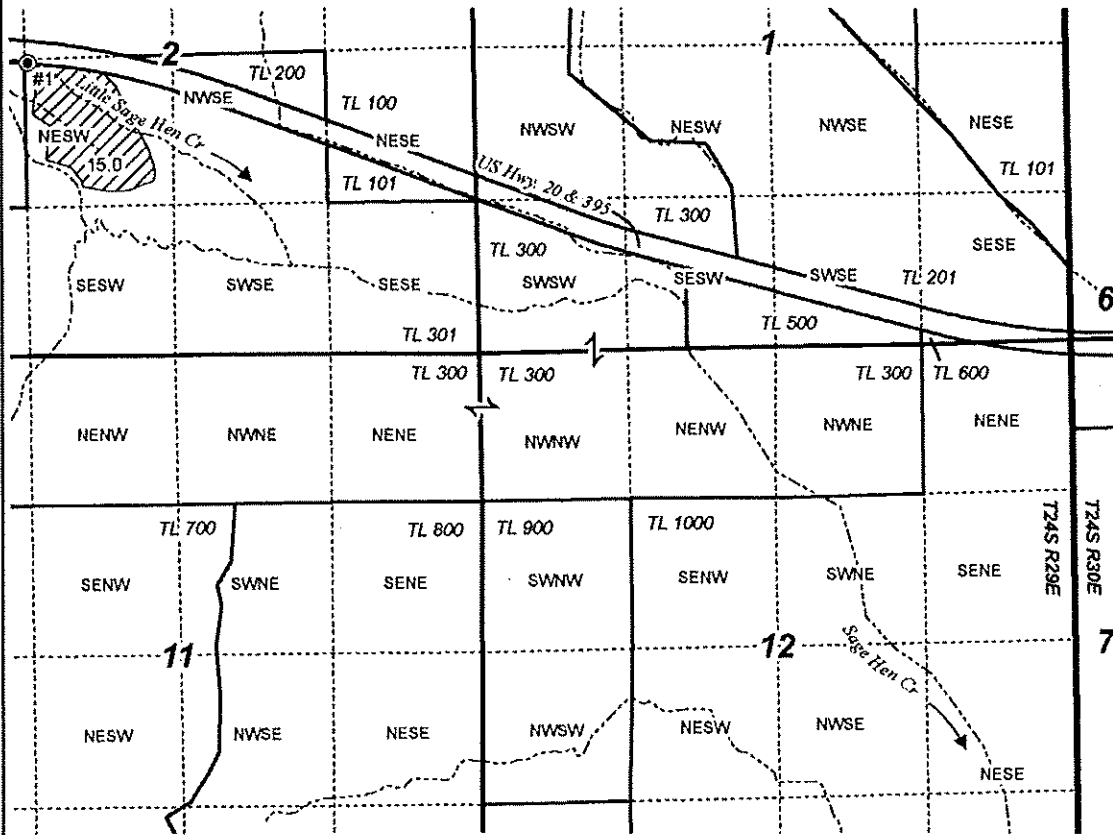 2
1
#1
TL 200
Little Sage Hen Cr
NWSE
TL 100
NWSW
NESW
NWSE
NESE
NESW
NESE
15.0
TL 101
TL 101
US Hwy. 20 & 395
TL 300
TL 300
SESE
SESW
SWSE
SESE
SWSW
SESW
SWSE
TL 201
6
TL 500
TL 301
TL 300
TL 300
TL 300
TL 600
NENW
NWNE
NENE
NWNW
NENW
NWNE
NENE
TL 700
TL 800
TL 900
TL 1000
T24S R29E
T24S R30E
SENW
SWNE
SENE
SWNW
SENW
SWNE
SENE
11
12
7
Sage Hen Cr
NESW
NWSE
NESE
NWSW
NESW
NWSE
NESE